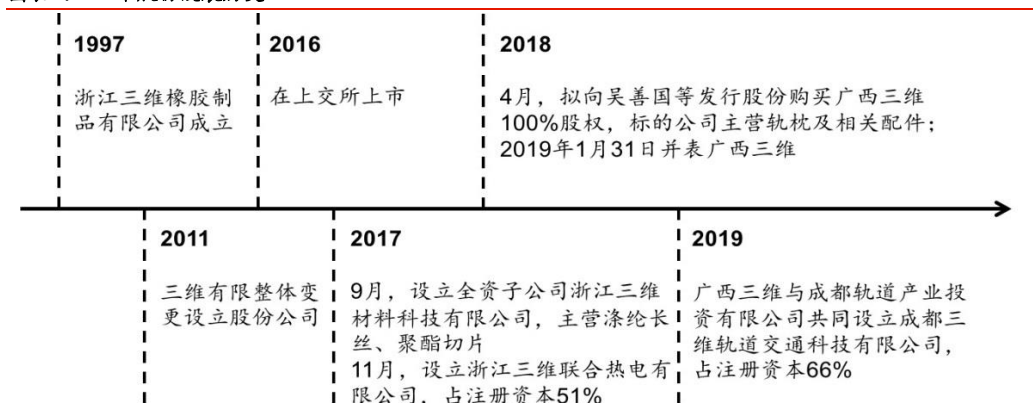 1997
浙江三维橡胶制
品有限公司成立
2016
在上交所上市
2018
4月，拟向吴善国等发行股份购买广西三维
100%股权，标的公司主营轨枕及相关配件；
2019年1月31日并表广西三维
2011
三维有限整体变
更设立股份公司
2017
9月，设立全资子公司浙江三维
材料科技有限公司，主营涤纶长
丝、聚酯切片
11月，设立浙江三维联合热电有
限公司，占注册资本51%
2019
广西三维与成都轨道产业投
资有限公司共同设立成都三
维轨道交通科技有限公司，
占注册资本66%